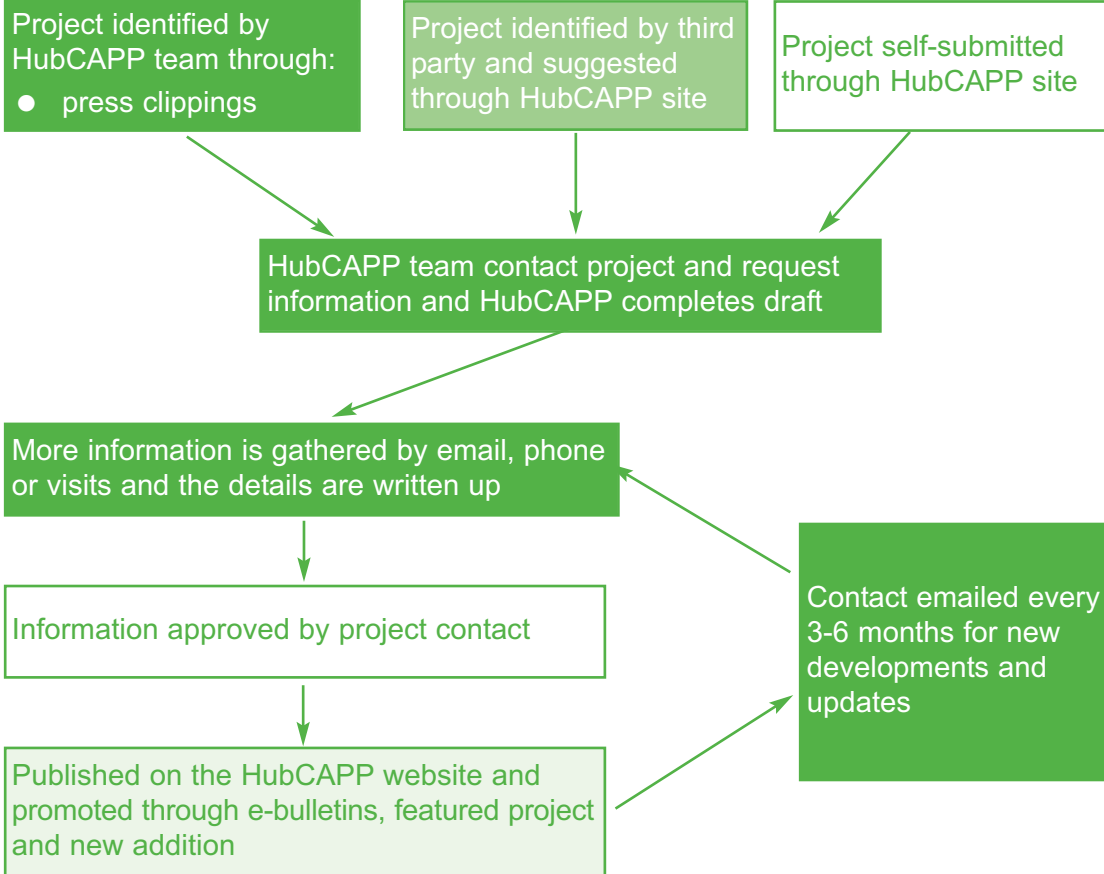 Project identified by
HubCAPP team through:
● press clippings
Project identified by third
party and suggested
through HubCAPP site
Project self-submitted
through HubCAPP site
HubCAPP team contact project and request
information and HubCAPP completes draft
More information is gathered by email, phone
or visits and the details are written up
Information approved by project contact
Published on the HubCAPP website and
promoted through e-bulletins, featured project
and new addition
Contact emailed every
3-6 months for new
developments and
updates